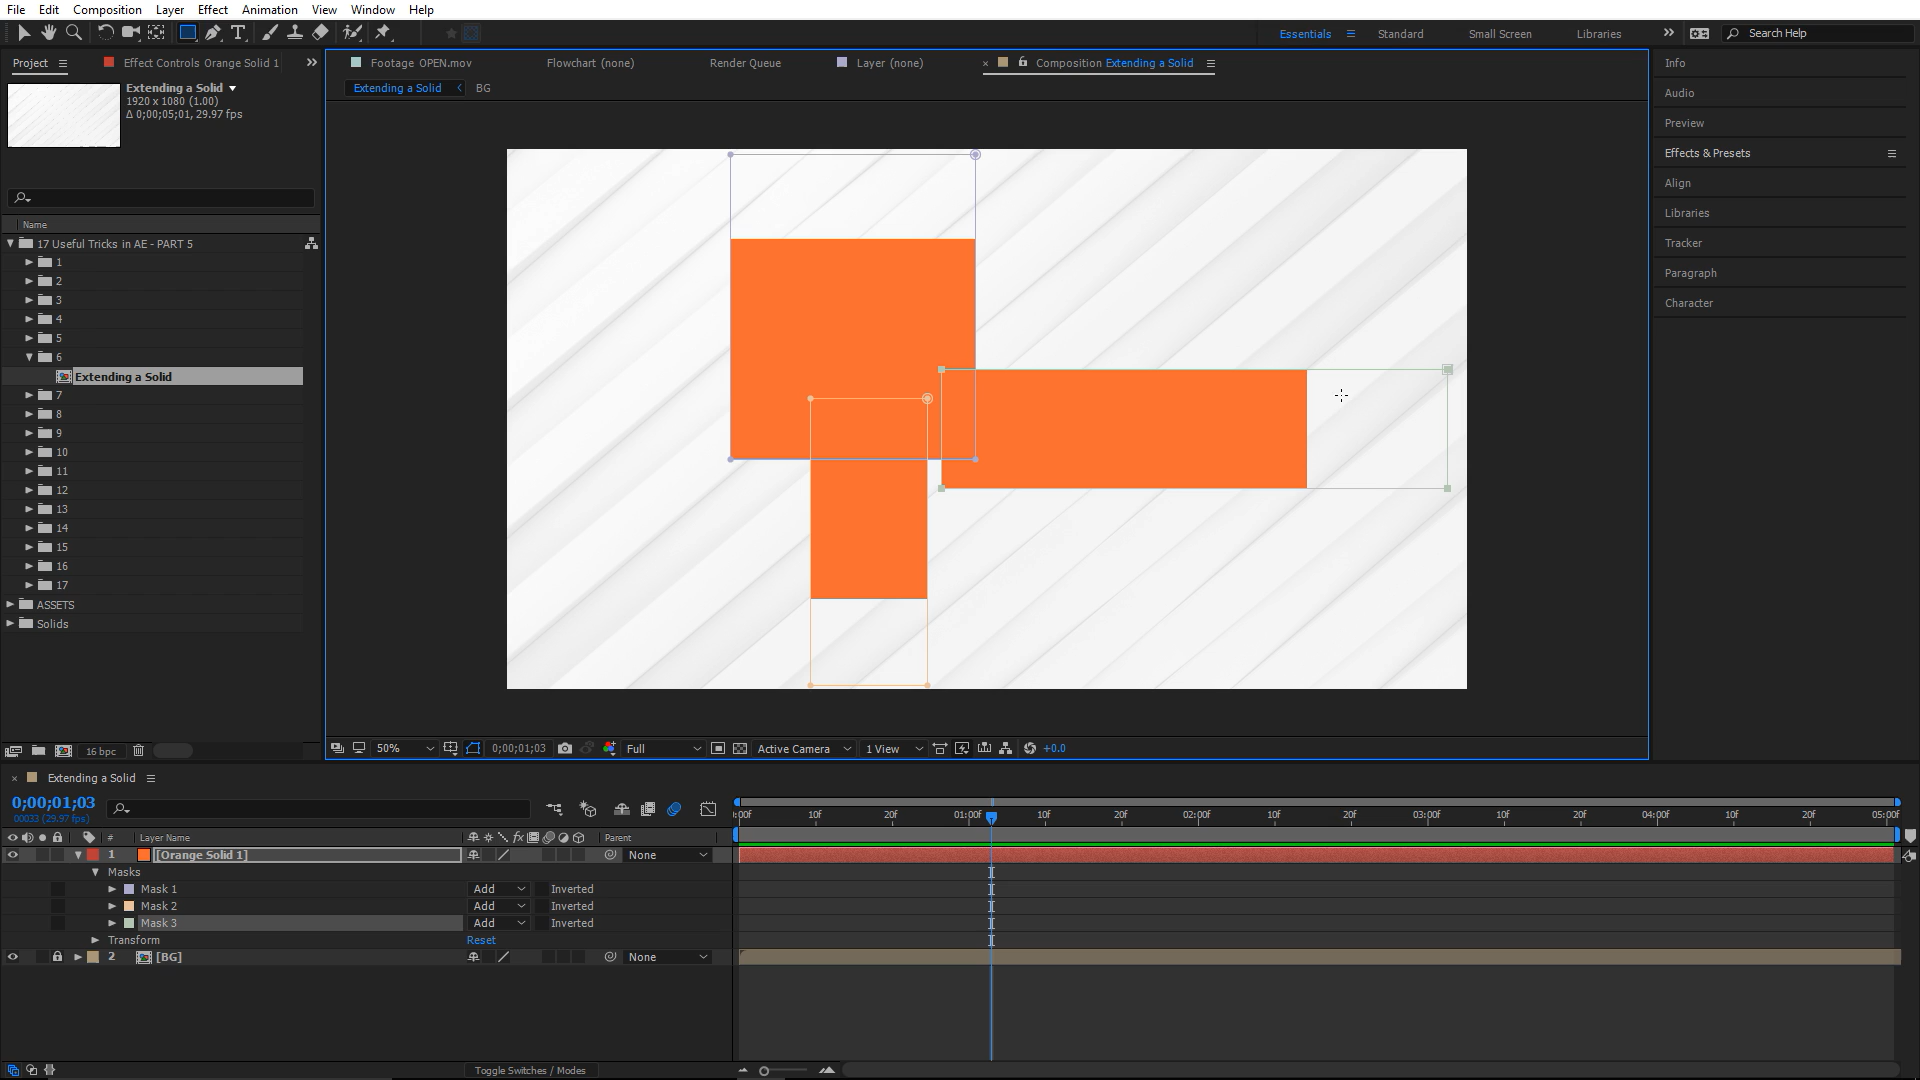 File Edit Composition Layer Effect Animation View Window Help
Essentials Standard Small Screen Libraries Search Help
Project Effect Controls Orange Solid 1
Footage OPEN.mov Flowchart (none) Render Queue Layer (none) Composition Extending a Solid
Extending a Solid BG
Extending a Solid
1920 x 1080 (1.00)
Δ 0;00;05;01, 29.97 fps
Name
17 Useful Tricks in AE - PART 5
1
2
3
4
5
6
Extending a Solid
7
8
9
10
11
12
13
14
15
16
17
ASSETS
Solids
16 bpc
50% 0;00;01;03 Full Active Camera 1 View +0.0
Info
Audio
Preview
Effects & Presets
Align
Libraries
Tracker
Paragraph
Character
Extending a Solid
0;00;01;03
00033 (29.97 fps)
# Layer Name fx Parent
1 [Orange Solid 1] None
Masks
Mask 1 Add Inverted
Mask 2 Add Inverted
Mask 3 Add Inverted
Transform Reset
2 [BG] None
:00f 10f 20f 01:00f 10f 20f 02:00f 10f 20f 03:00f 10f 20f 04:00f 10f 20f 05:00f
Toggle Switches / Modes